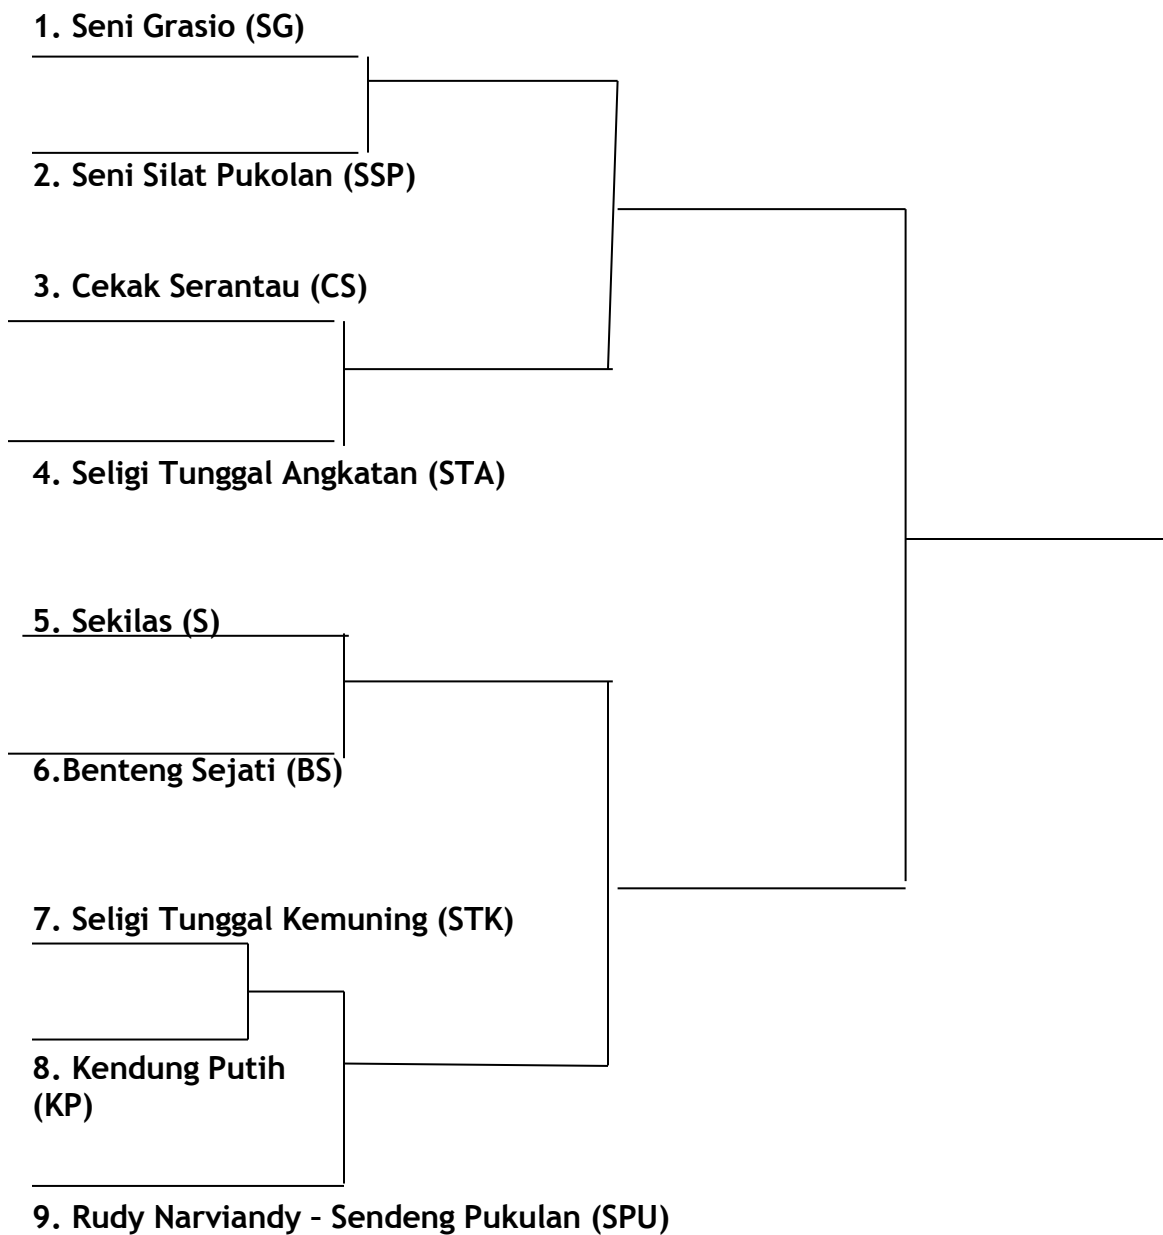 1. Seni Grasio (SG)
2. Seni Silat Pukolan (SSP)
3. Cekak Serantau (CS)
4. Seligi Tunggal Angkatan (STA)
5. Sekilas (S)
6.Benteng Sejati (BS)
7. Seligi Tunggal Kemuning (STK)
8. Kendung Putih
(KP)
9. Rudy Narviandy – Sendeng Pukulan (SPU)